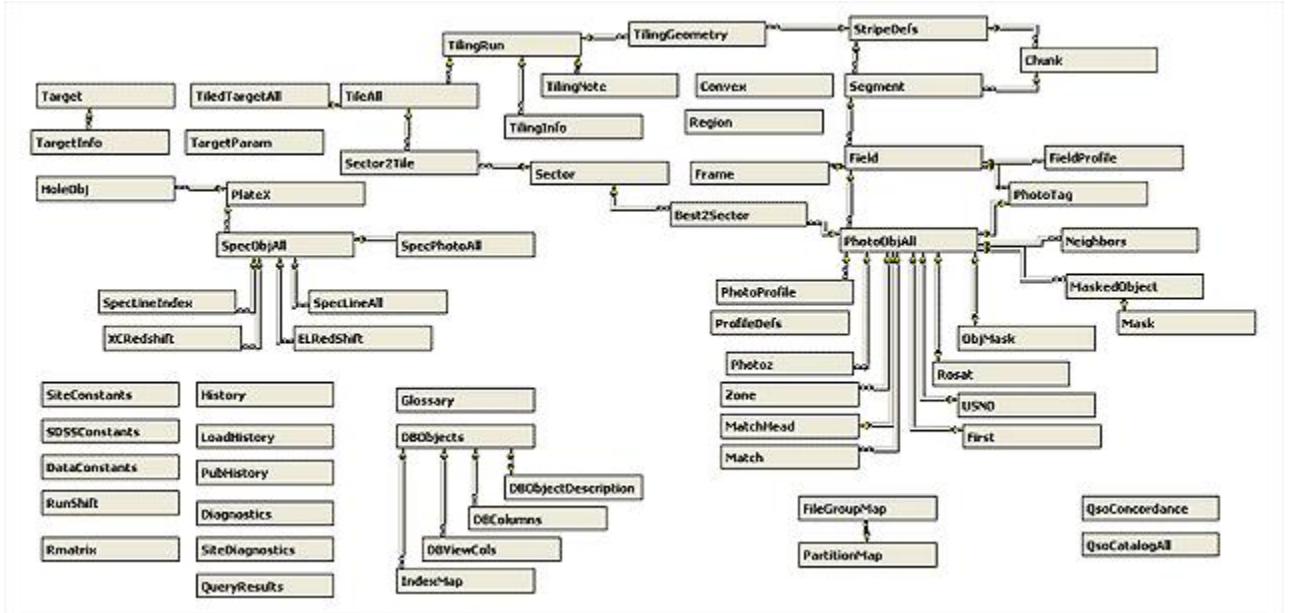 StripeDefs
TilingGeometry
TilingRun
Chunk
TilingNote
Convex
Segment
Target
TiledTargetAll
TileAll
TilingInfo
Region
TargetInfo
TargetParam
Sector2Tile
Sector
Frame
Field
FieldProfile
HoleObj
PlateX
PhotoTag
Best2Sector
SpecObjAll
SpecPhotoAll
PhotoObjAll
Neighbors
PhotoProfile
MaskedObject
SpecLineIndex
SpecLineAll
ProfileDefs
Mask
XCRedshift
ELRedShift
ObjMask
Photoz
Rosat
SiteConstants
History
Glossary
Zone
USNO
SDSSConstants
LoadHistory
DBObjects
MatchHead
First
DataConstants
PubHistory
Match
DBObjectDescription
RunShift
Diagnostics
DBColumns
FileGroupMap
QsoConcordance
Rmatrix
SiteDiagnostics
DBViewCols
PartitionMap
QsoCatalogAll
QueryResults
IndexMap